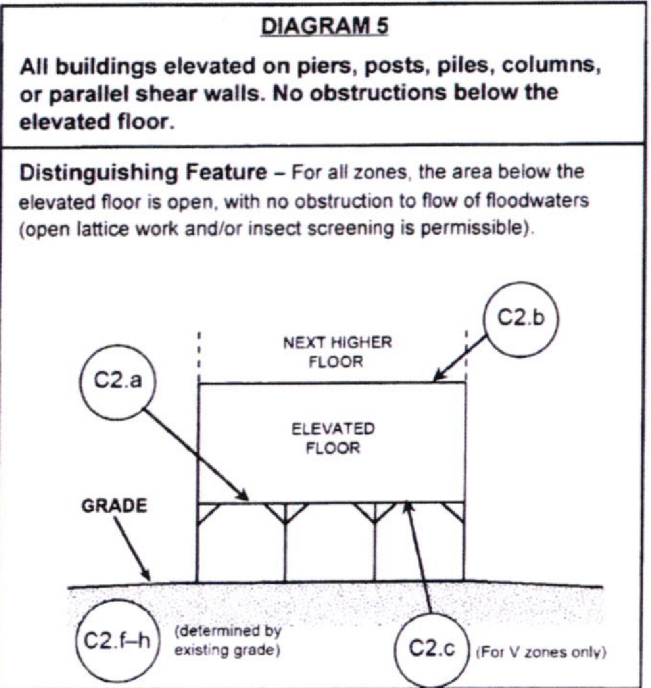 DIAGRAM 5
All buildings elevated on piers, posts, piles, columns,
or parallel shear walls. No obstructions below the
elevated floor.
Distinguishing Feature – For all zones, the area below the
elevated floor is open, with no obstruction to flow of floodwaters
(open lattice work and/or insect screening is permissible).
C2.b
NEXT HIGHER
FLOOR
C2.a
ELEVATED
FLOOR
GRADE
C2.f–h
(determined by
existing grade)
C2.c
(For V zones only)